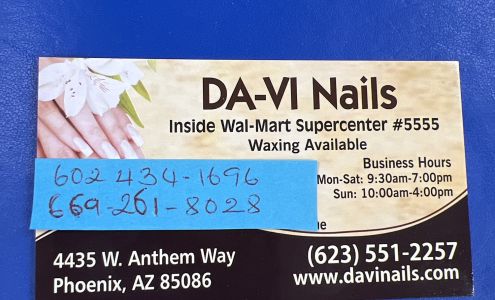 DA-VI Nails
Inside Wal-Mart Supercenter #5555
Waxing Available
Business Hours
Mon-Sat: 9:30am-7:00pm
Sun: 10:00am-4:00pm
602 434-1696
669-261-8028
4435 W. Anthem Way
Phoenix, AZ 85086
(623) 551-2257
www.davinails.com